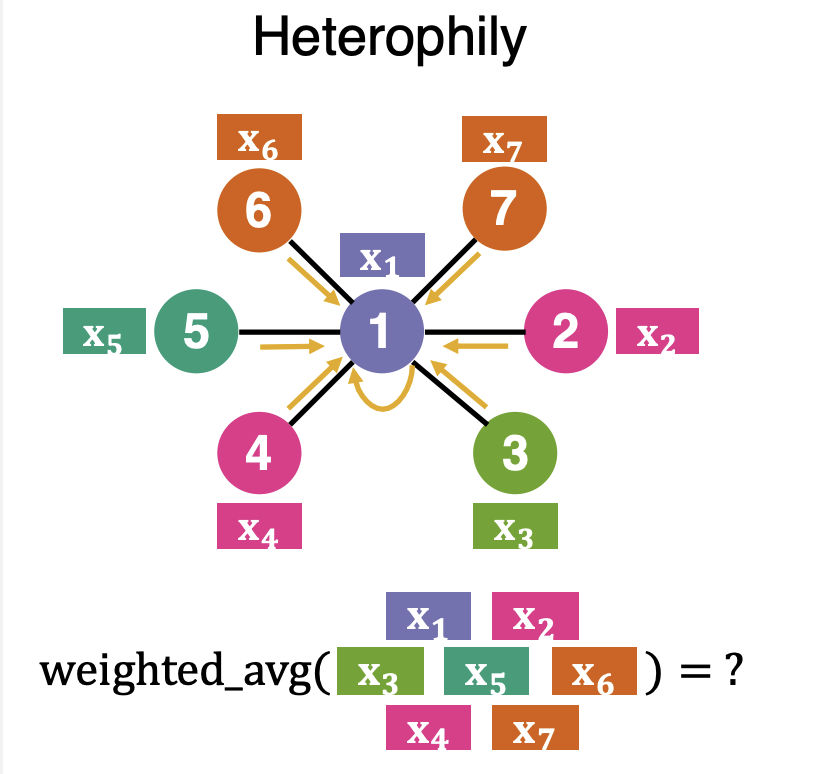 Heterophily
x₆ x₇
6 7
x₁
x₅ 5 1 2 x₂
4 3
x₄ x₃
x₁ x₂
weighted_avg( x₃ x₅ x₆ ) = ?
x₄ x₇